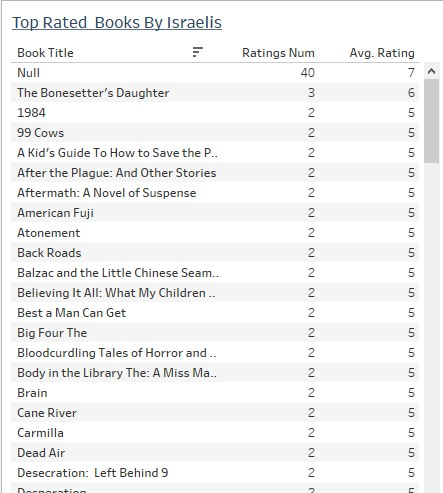 Top Rated Books By Israelis
Book Title Ratings Num Avg. Rating
Null 40 7
The Bonesetter's Daughter 3 6
1984 2 5
99 Cows 2 5
A Kid's Guide To How to Save the P.. 2 5
After the Plague: And Other Stories 2 5
Aftermath: A Novel of Suspense 2 5
American Fuji 2 5
Atonement 2 5
Back Roads 2 5
Balzac and the Little Chinese Seam.. 2 5
Believing It All: What My Children .. 2 5
Best a Man Can Get 2 5
Big Four The 2 5
Bloodcurdling Tales of Horror and .. 2 5
Body in the Library The: A Miss Ma.. 2 5
Brain 2 5
Cane River 2 5
Carmilla 2 5
Dead Air 2 5
Desecration: Left Behind 9 2 5